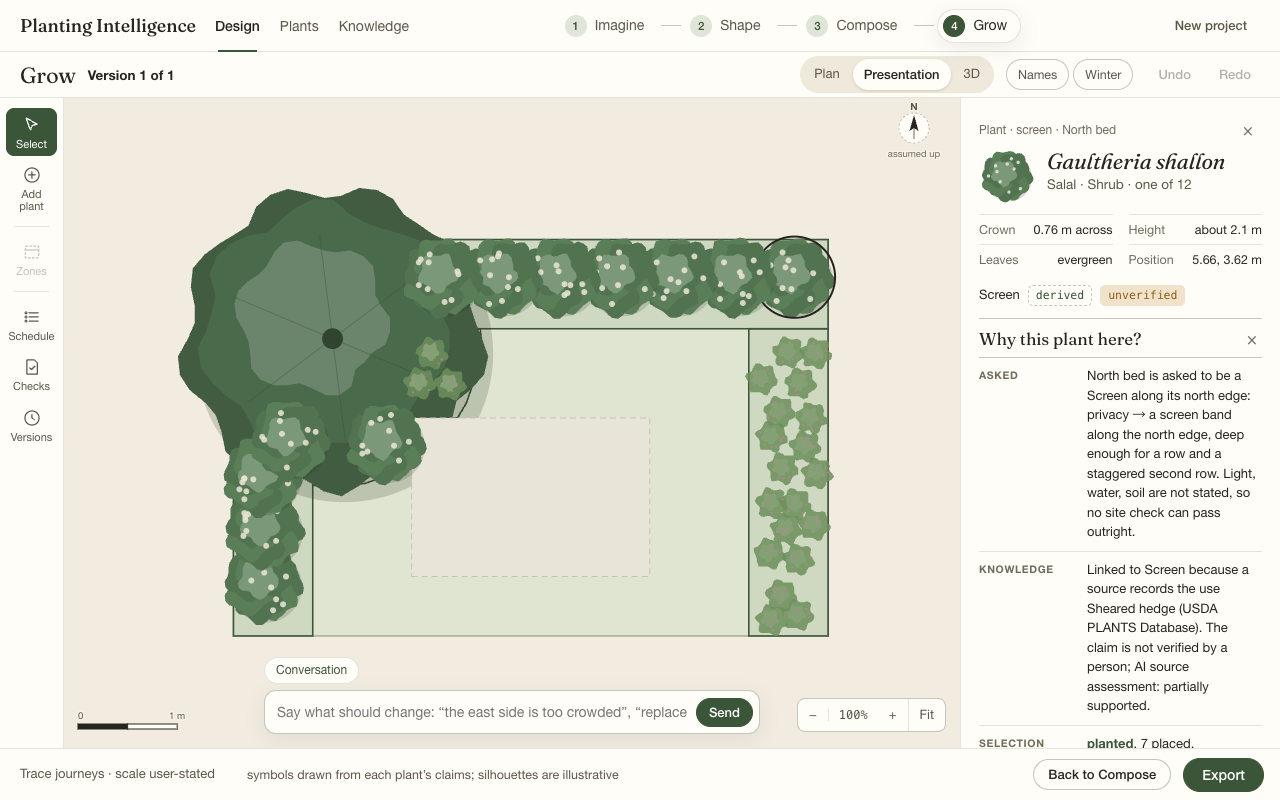 Planting Intelligence
Design
Plants
Knowledge
1 Imagine
2 Shape
3 Compose
4 Grow
New project
Grow
Version 1 of 1
Plan
Presentation
3D
Names
Winter
Undo
Redo
Select
Add
plant
Zones
Schedule
Checks
Versions
N
assumed up
0
1 m
Conversation
Say what should change: “the east side is too crowded”, “replace
Send
−
100%
+
Fit
Plant · screen · North bed
×
Gaultheria shallon
Salal · Shrub · one of 12
Crown 0.76 m across
Height about 2.1 m
Leaves evergreen
Position 5.66, 3.62 m
Screen derived unverified
Why this plant here?
×
ASKED
North bed is asked to be a
Screen along its north edge:
privacy → a screen band
along the north edge, deep
enough for a row and a
staggered second row. Light,
water, soil are not stated, so
no site check can pass
outright.
KNOWLEDGE
Linked to Screen because a
source records the use
Sheared hedge (USDA
PLANTS Database). The
claim is not verified by a
person; AI source
assessment: partially
supported.
SELECTION
planted, 7 placed.
Trace journeys · scale user-stated
symbols drawn from each plant’s claims; silhouettes are illustrative
Back to Compose
Export